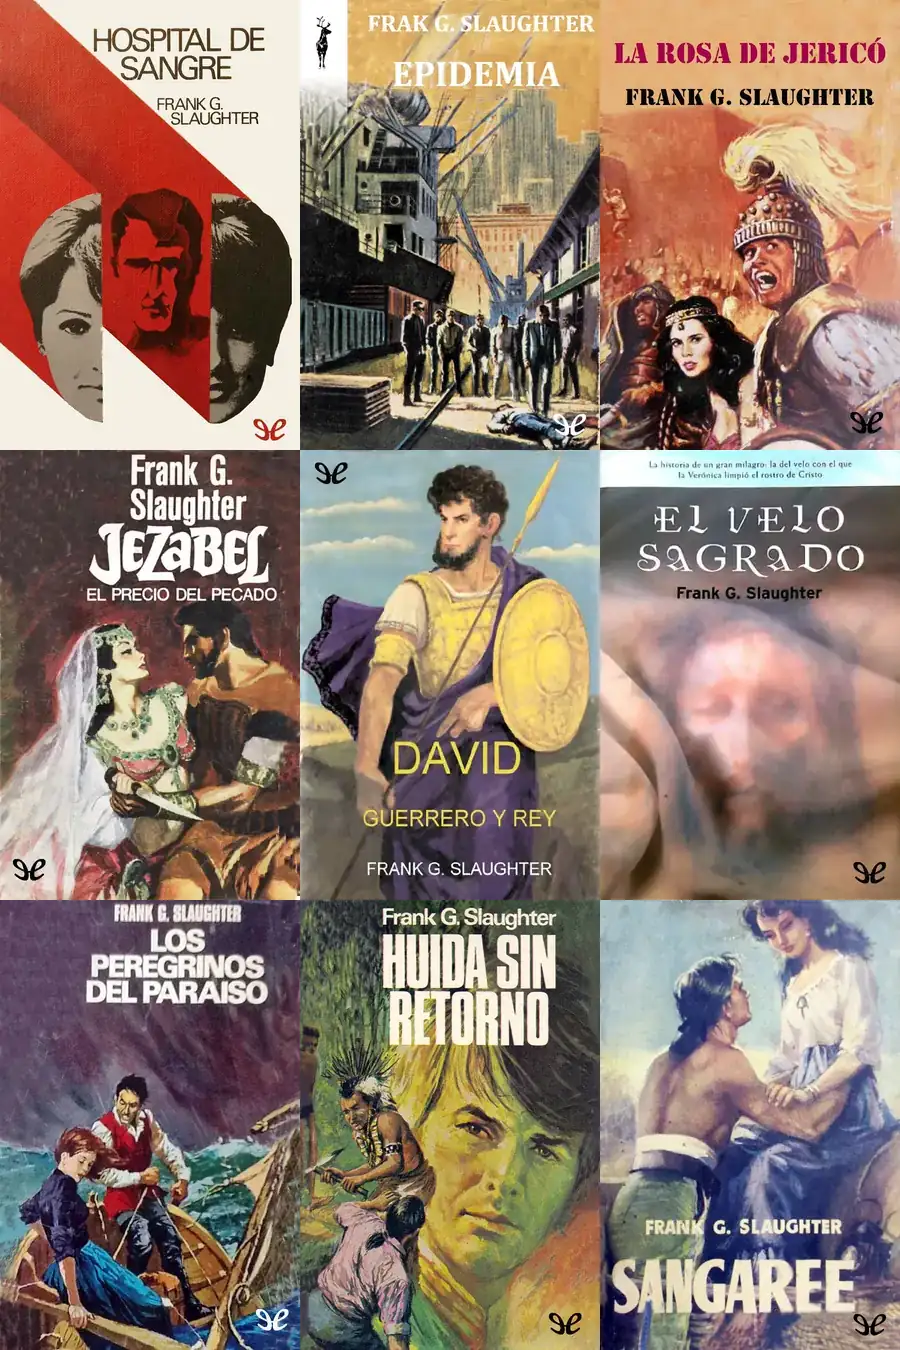 HOSPITAL DE
SANGRE
FRANK G.
SLAUGHTER
FRAK G. SLAUGHTER
EPIDEMIA
LA ROSA DE JERICÓ
FRANK G. SLAUGHTER
Frank G.
Slaughter
JEZABEL
EL PRECIO DEL PECADO
DAVID
GUERRERO Y REY
FRANK G. SLAUGHTER
La historia de un gran milagro: la del velo con el que
la Verónica limpió el rostro de Cristo
EL VELO
SAGRADO
Frank G. Slaughter
FRANK G. SLAUGHTER
LOS
PEREGRINOS
DEL PARAISO
Frank G. Slaughter
HUIDA SIN
RETORNO
FRANK G. SLAUGHTER
SANGAREE